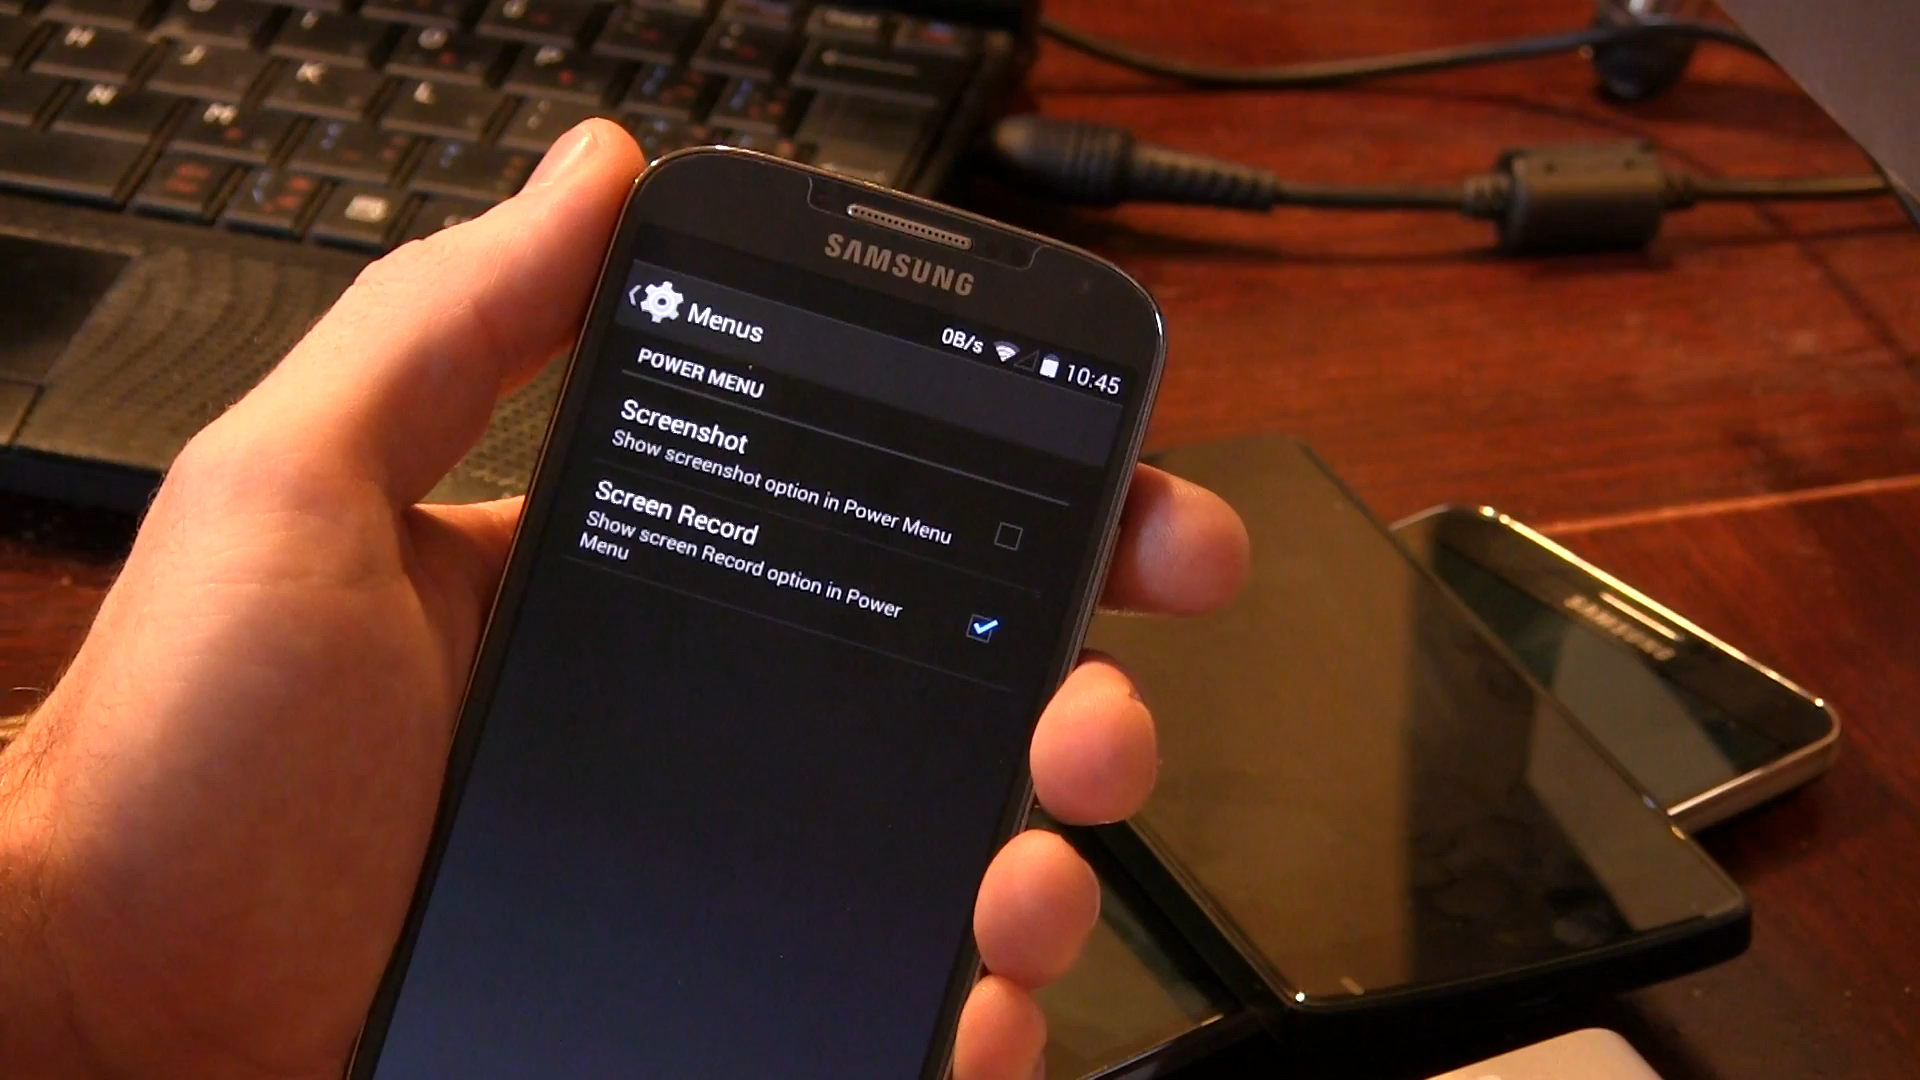 H
J
K
L
O
P
N
M
SAMSUNG
Menus
0B/s 10:45
POWER MENU
Screenshot
Show screenshot option in Power Menu
Screen Record
Show screen Record option in Power
Menu
SAMSUNG